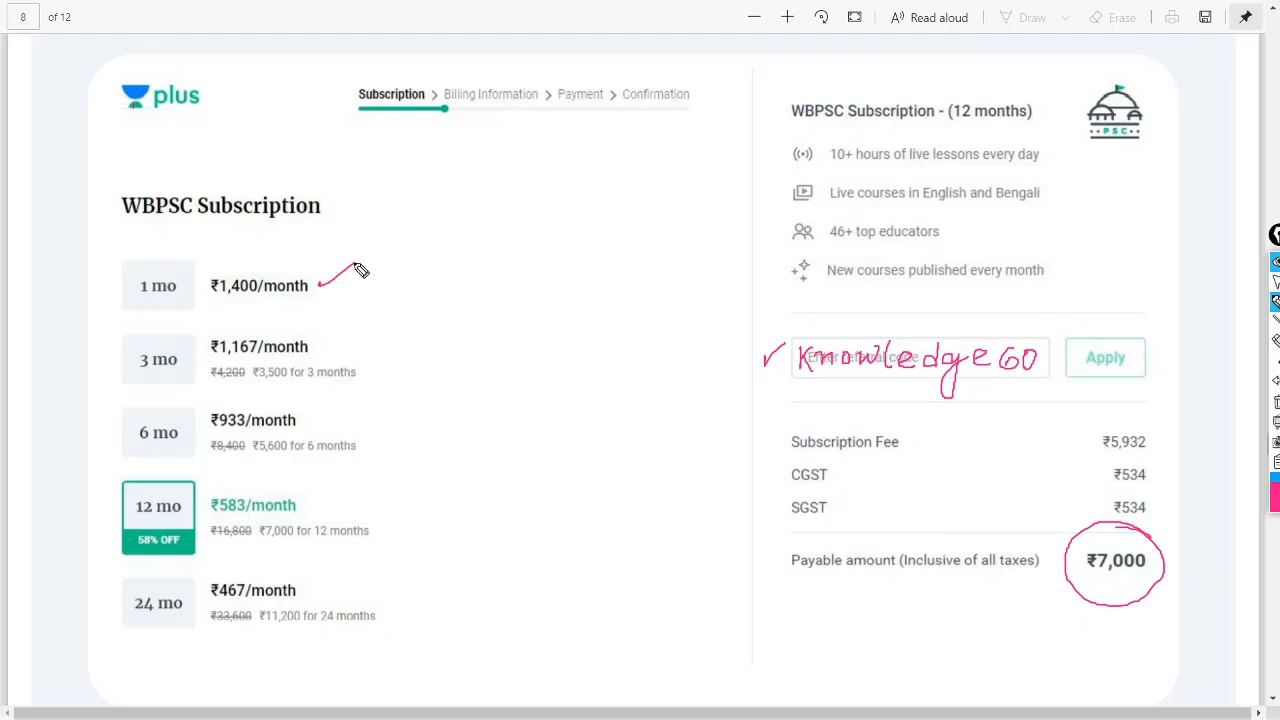 8 of 12
Read aloud
Draw
Erase
plus
Subscription > Billing Information > Payment > Confirmation
WBPSC Subscription
1 mo ₹1,400/month
3 mo ₹1,167/month
₹4,200 ₹3,500 for 3 months
6 mo ₹933/month
₹8,400 ₹5,600 for 6 months
12 mo ₹583/month
58% OFF ₹16,800 ₹7,000 for 12 months
24 mo ₹467/month
₹33,600 ₹11,200 for 24 months
WBPSC Subscription - (12 months)
PSC
10+ hours of live lessons every day
Live courses in English and Bengali
46+ top educators
New courses published every month
Enter referral code
Knowledge60
Apply
Subscription Fee ₹5,932
CGST ₹534
SGST ₹534
Payable amount (Inclusive of all taxes) ₹7,000